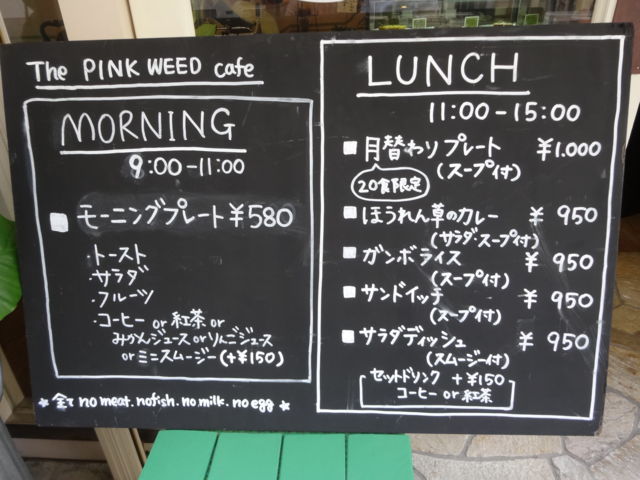 The PINK WEED cafe
MORNING
9:00-11:00
モーニングプレート ¥580
・トースト
・サラダ
・フルーツ
・コーヒー or 紅茶 or
みかんジュース or りんごジュース
or ミニスムージー (+¥150)
★ 全て no meat. no fish. no milk. no egg ★
LUNCH
11:00-15:00
月替わりプレート ¥1.000
(スープ付)
20食限定
ほうれん草のカレー ¥950
(サラダ・スープ付)
ガンボライス ¥950
(スープ付)
サンドイッチ ¥950
(スープ付)
サラダディッシュ ¥950
(スムージー付)
セットドリンク +¥150
コーヒー or 紅茶